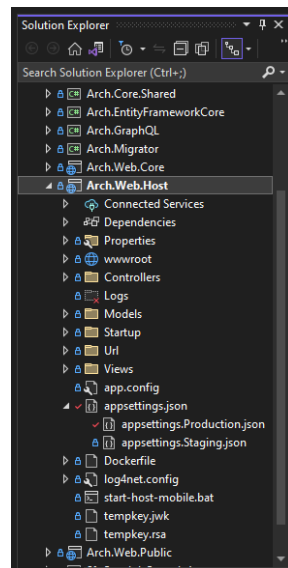 Solution Explorer
Search Solution Explorer (Ctrl+;)
Arch.Core.Shared
Arch.EntityFrameworkCore
Arch.GraphQL
Arch.Migrator
Arch.Web.Core
Arch.Web.Host
Connected Services
Dependencies
Properties
wwwroot
Controllers
Logs
Models
Startup
Url
Views
app.config
appsettings.json
appsettings.Production.json
appsettings.Staging.json
Dockerfile
log4net.config
start-host-mobile.bat
tempkey.jwk
tempkey.rsa
Arch.Web.Public